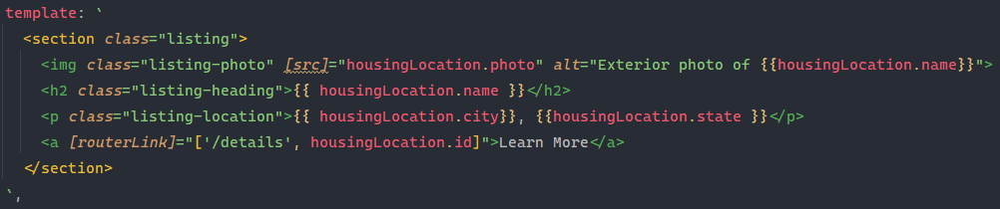 template: `
<section class="listing">
<img class="listing-photo" [src]="housingLocation.photo" alt="Exterior photo of {{housingLocation.name}}">
<h2 class="listing-heading">{{ housingLocation.name }}</h2>
<p class="listing-location">{{ housingLocation.city}}, {{housingLocation.state }}</p>
<a [routerLink]="['/details', housingLocation.id]">Learn More</a>
</section>
`,